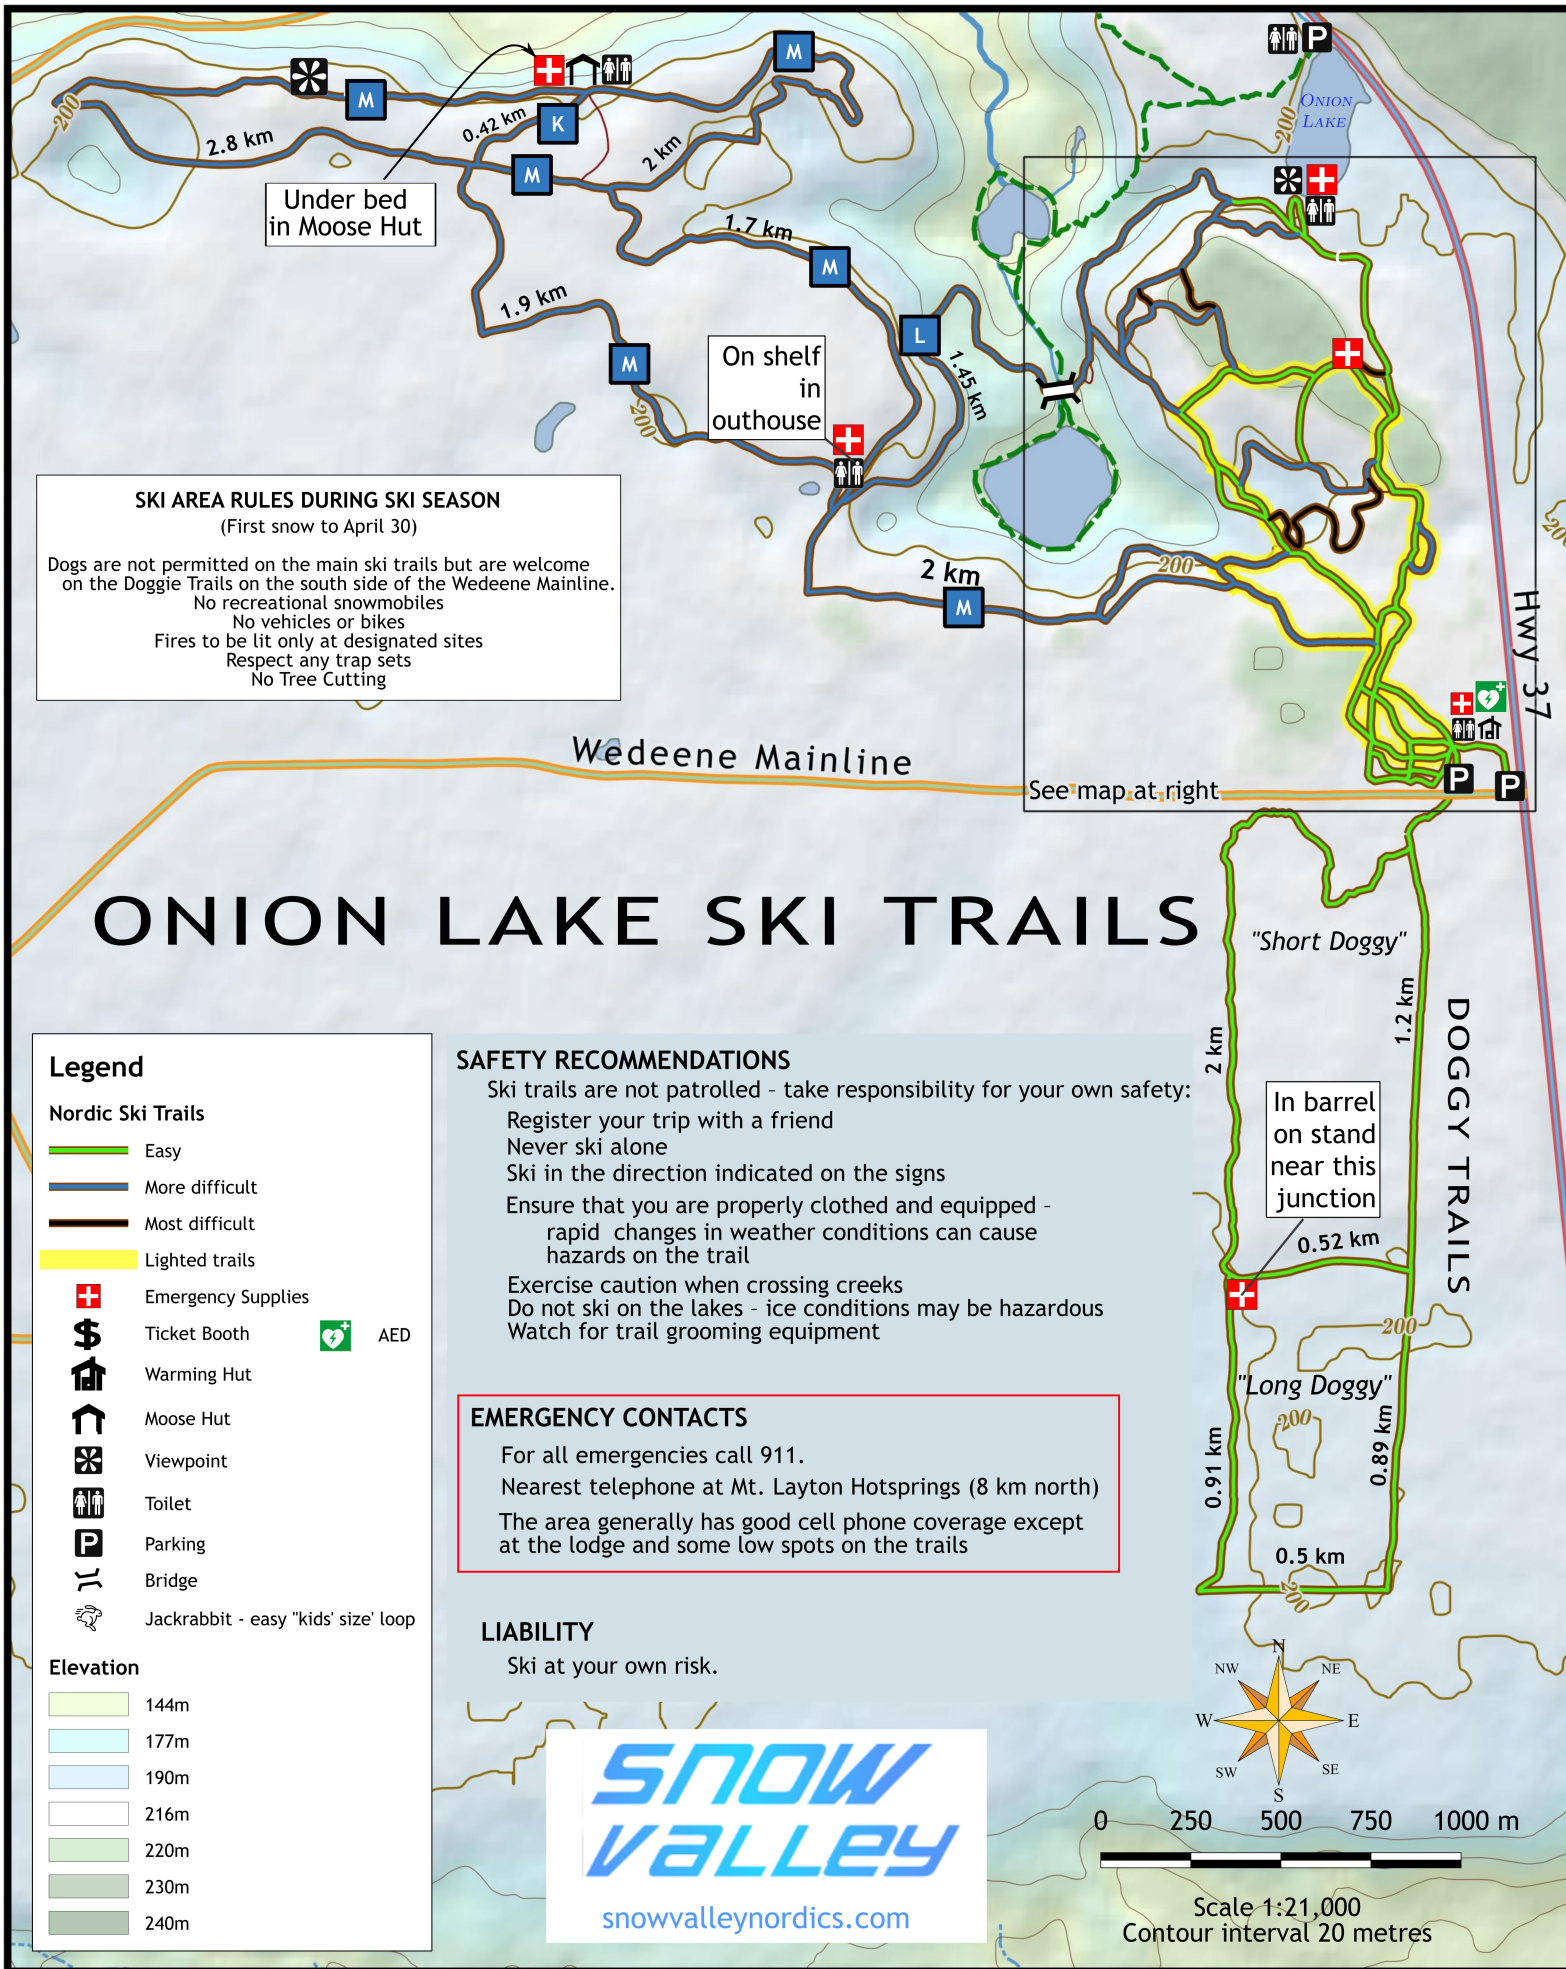 P
ONION
LAKE
200
M
M
200
K
0.42 km
2.8 km
2 km
M
Under bed
in Moose Hut
1.7 km
M
1.9 km
L
M
1.45 km
200
On shelf
in
outhouse
2 km
M
200
200
Hwy 37
SKI AREA RULES DURING SKI SEASON
(First snow to April 30)
Dogs are not permitted on the main ski trails but are welcome
on the Doggie Trails on the south side of the Wedeene Mainline.
No recreational snowmobiles
No vehicles or bikes
Fires to be lit only at designated sites
Respect any trap sets
No Tree Cutting
Wedeene Mainline
See map at right
P
P
ONION LAKE SKI TRAILS
"Short Doggy"
2 km
1.2 km
DOGGY TRAILS
In barrel
on stand
near this
junction
0.52 km
200
"Long Doggy"
200
0.91 km
0.89 km
0.5 km
200
Legend
Nordic Ski Trails
Easy
More difficult
Most difficult
Lighted trails
Emergency Supplies
$ Ticket Booth AED
Warming Hut
Moose Hut
Viewpoint
Toilet
P Parking
Bridge
Jackrabbit - easy "kids' size' loop
Elevation
144m
177m
190m
216m
220m
230m
240m
SAFETY RECOMMENDATIONS
Ski trails are not patrolled – take responsibility for your own safety:
Register your trip with a friend
Never ski alone
Ski in the direction indicated on the signs
Ensure that you are properly clothed and equipped –
rapid changes in weather conditions can cause
hazards on the trail
Exercise caution when crossing creeks
Do not ski on the lakes – ice conditions may be hazardous
Watch for trail grooming equipment
EMERGENCY CONTACTS
For all emergencies call 911.
Nearest telephone at Mt. Layton Hotsprings (8 km north)
The area generally has good cell phone coverage except
at the lodge and some low spots on the trails
LIABILITY
Ski at your own risk.
SNOW
VALLEY
snowvalleynordics.com
N
NW NE
W E
SW SE
S
0 250 500 750 1000 m
Scale 1:21,000
Contour interval 20 metres